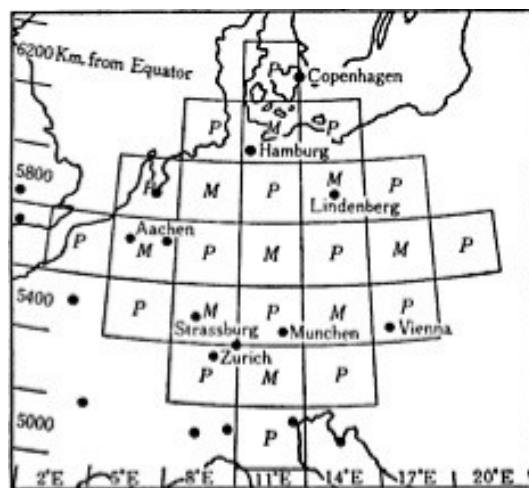 6200 Km. from Equator
P
Copenhagen
P M P
Hamburg
5800
P M P M P
Lindenberg
Aachen
P M P M P M P
5400
P M P M P
Strassburg Munchen Vienna
Zurich
P M P
5000
P
2°E 5°E 8°E 11°E 14°E 17°E 20°E